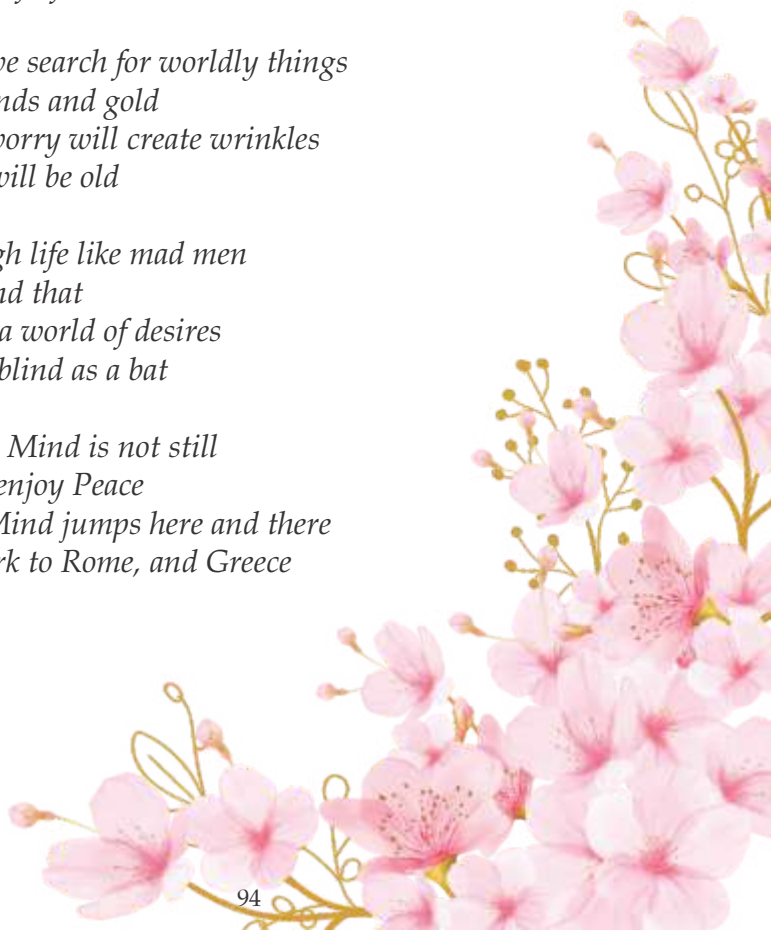 ve search for worldly things
nds and gold
worry will create wrinkles
will be old
gh life like mad men
nd that
a world of desires
blind as a bat
Mind is not still
enjoy Peace
Mind jumps here and there
rk to Rome, and Greece
94